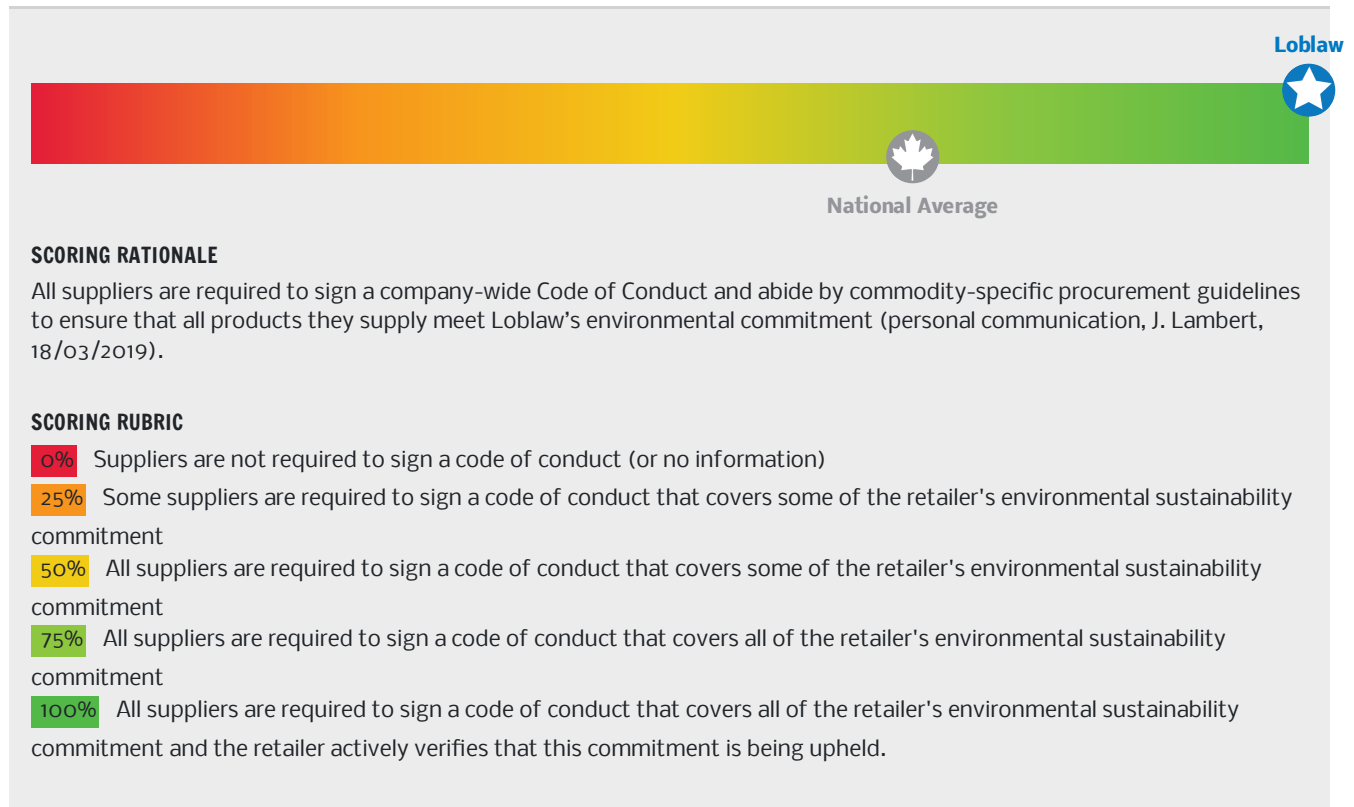 Loblaw
National Average
SCORING RATIONALE
All suppliers are required to sign a company-wide Code of Conduct and abide by commodity-specific procurement guidelines
to ensure that all products they supply meet Loblaw's environmental commitment (personal communication, J. Lambert,
18/03/2019).
SCORING RUBRIC
0% Suppliers are not required to sign a code of conduct (or no information)
25% Some suppliers are required to sign a code of conduct that covers some of the retailer's environmental sustainability
commitment
50% All suppliers are required to sign a code of conduct that covers some of the retailer's environmental sustainability
commitment
75% All suppliers are required to sign a code of conduct that covers all of the retailer's environmental sustainability
commitment
100% All suppliers are required to sign a code of conduct that covers all of the retailer's environmental sustainability
commitment and the retailer actively verifies that this commitment is being upheld.